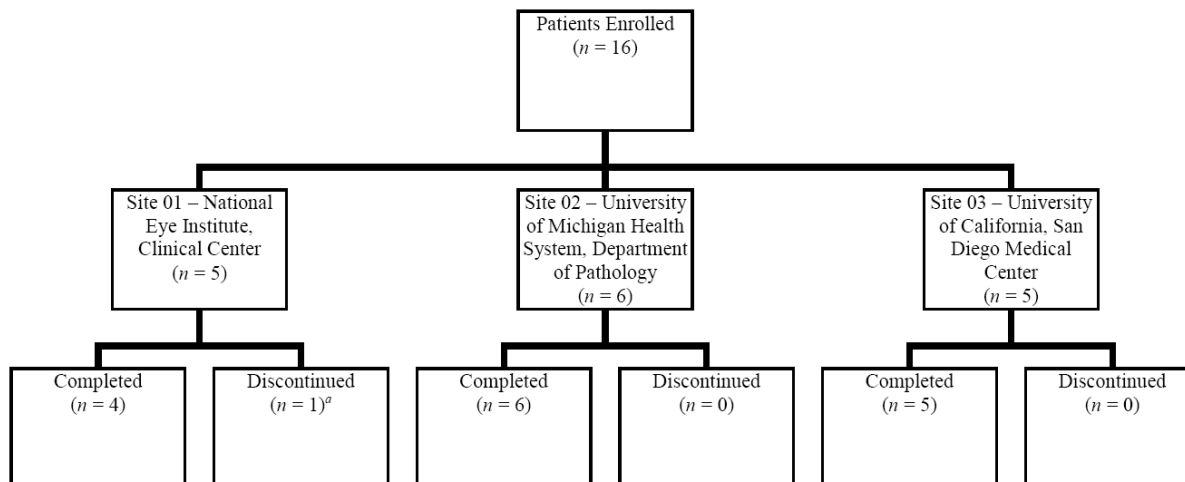 Patients Enrolled
(n = 16)
Site 01 – National
Eye Institute,
Clinical Center
(n = 5)
Site 02 – University
of Michigan Health
System, Department
of Pathology
(n = 6)
Site 03 – University
of California, San
Diego Medical
Center
(n = 5)
Completed
(n = 4)
Discontinued
(n = 1)a
Completed
(n = 6)
Discontinued
(n = 0)
Completed
(n = 5)
Discontinued
(n = 0)